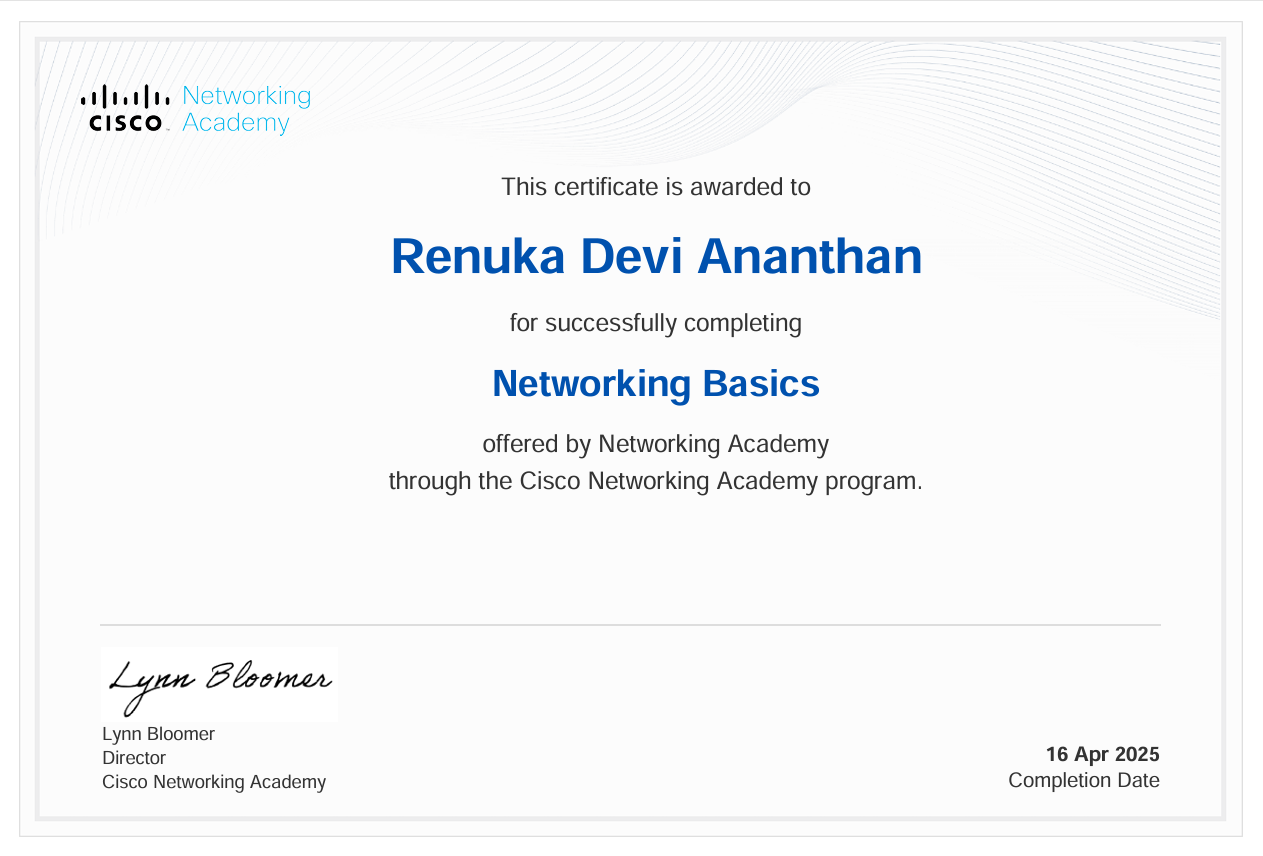 Networking
CISCO Academy
This certificate is awarded to
Renuka Devi Ananthan
for successfully completing
Networking Basics
offered by Networking Academy
through the Cisco Networking Academy program.
Lynn Bloomer
Lynn Bloomer
Director
Cisco Networking Academy
16 Apr 2025
Completion Date